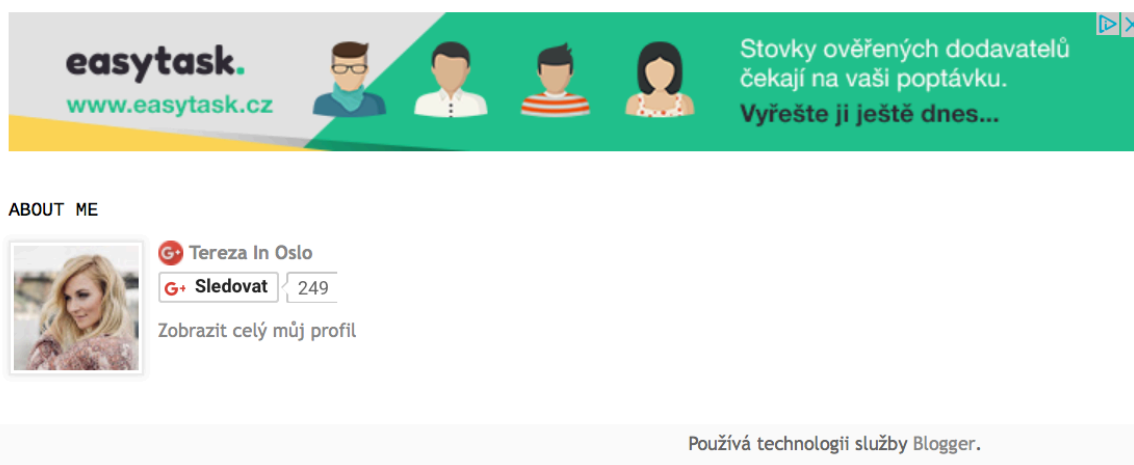 easytask.
www.easytask.cz
Stovky ověřených dodavatelů
čekají na vaši poptávku.
Vyřešte ji ještě dnes...
ABOUT ME
G+ Tereza In Oslo
G+ Sledovat 249
Zobrazit celý můj profil
Používá technologii služby Blogger.